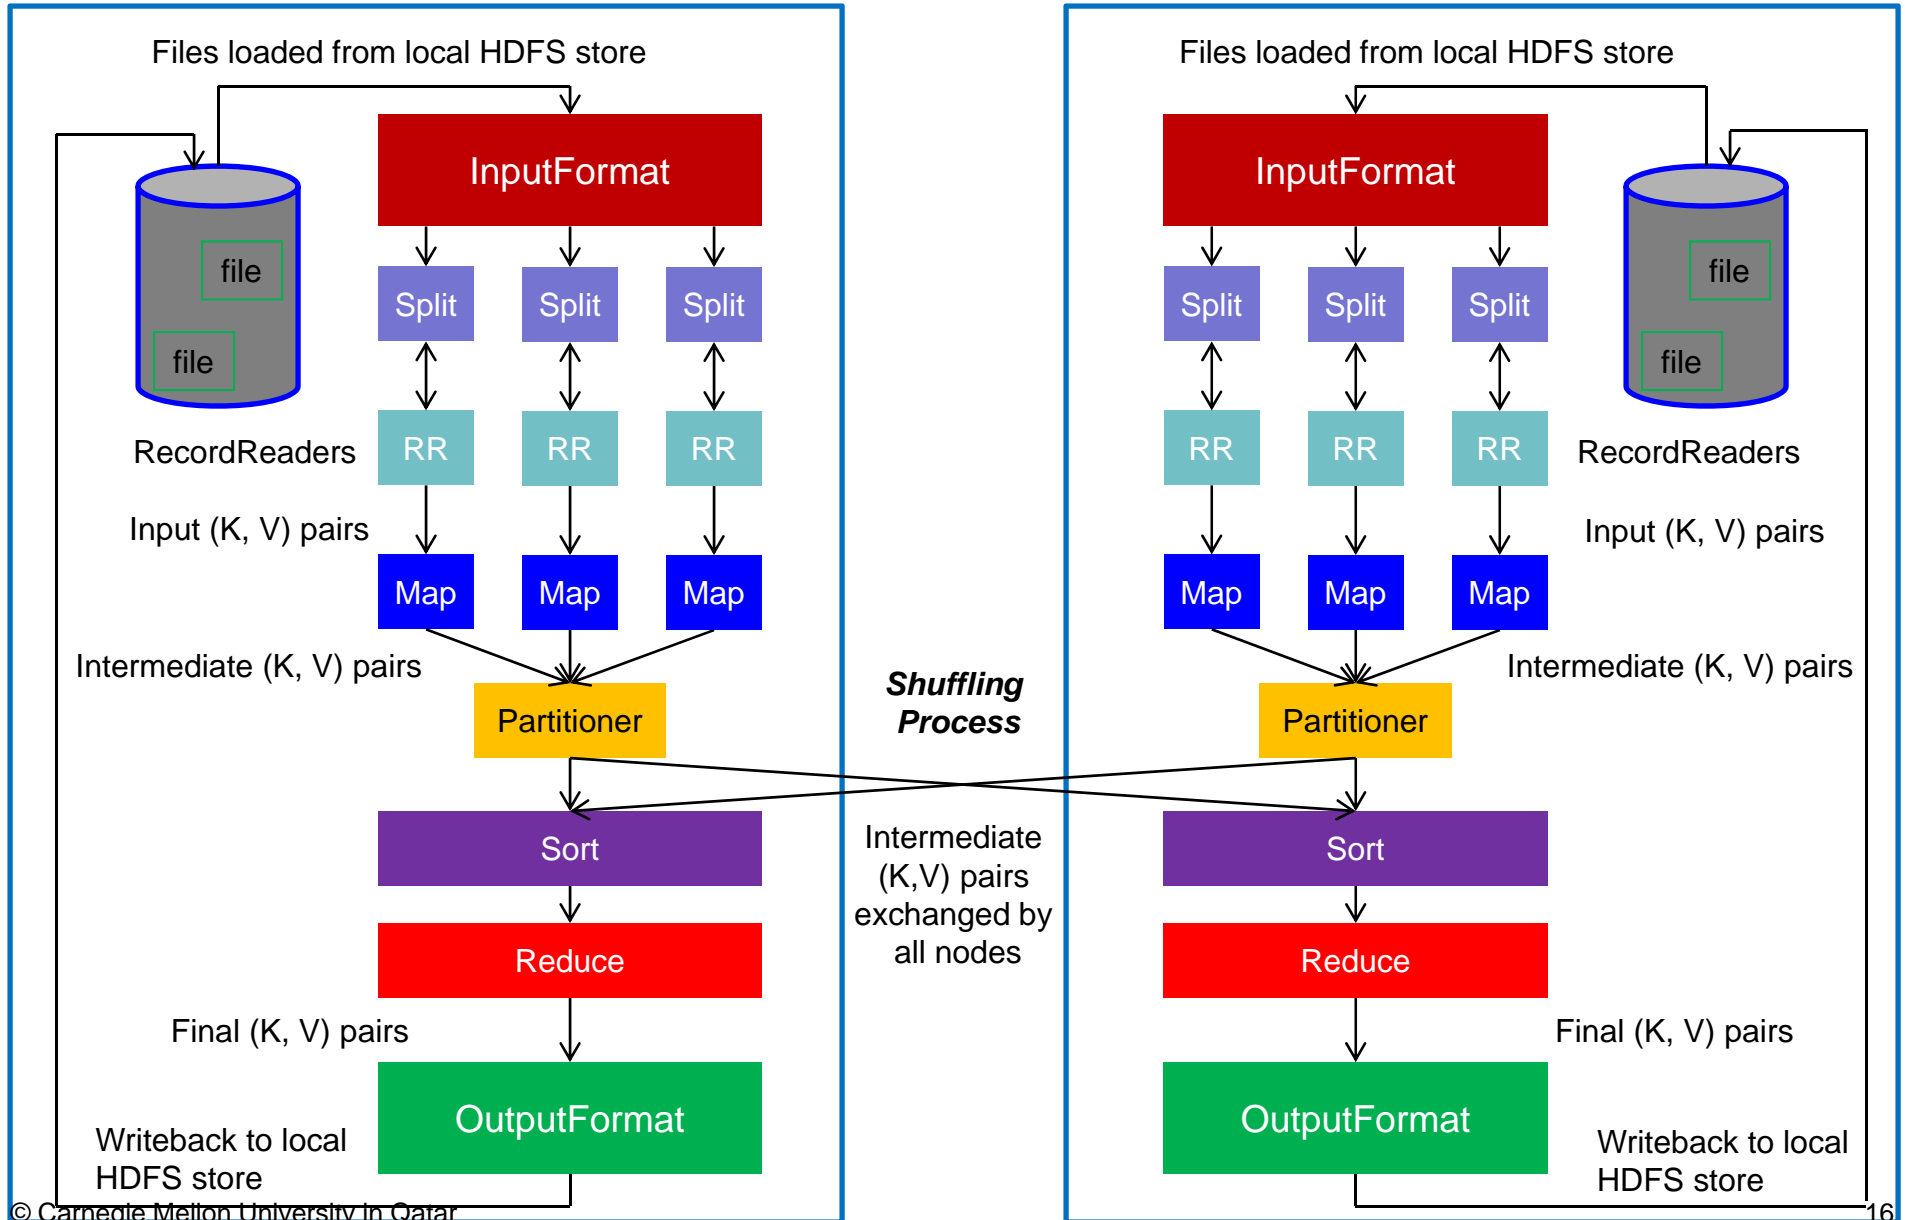 Files loaded from local HDFS store
InputFormat
file
file
Split Split Split
RecordReaders
RR RR RR
Input (K, V) pairs
Map Map Map
Intermediate (K, V) pairs
Partitioner
Sort
Reduce
Final (K, V) pairs
OutputFormat
Writeback to local
HDFS store
Shuffling
Process
Intermediate
(K,V) pairs
exchanged by
all nodes
Files loaded from local HDFS store
InputFormat
file
file
Split Split Split
RR RR RR
RecordReaders
Input (K, V) pairs
Map Map Map
Intermediate (K, V) pairs
Partitioner
Sort
Reduce
Final (K, V) pairs
OutputFormat
Writeback to local
HDFS store
© Carnegie Mellon University in Qatar
16